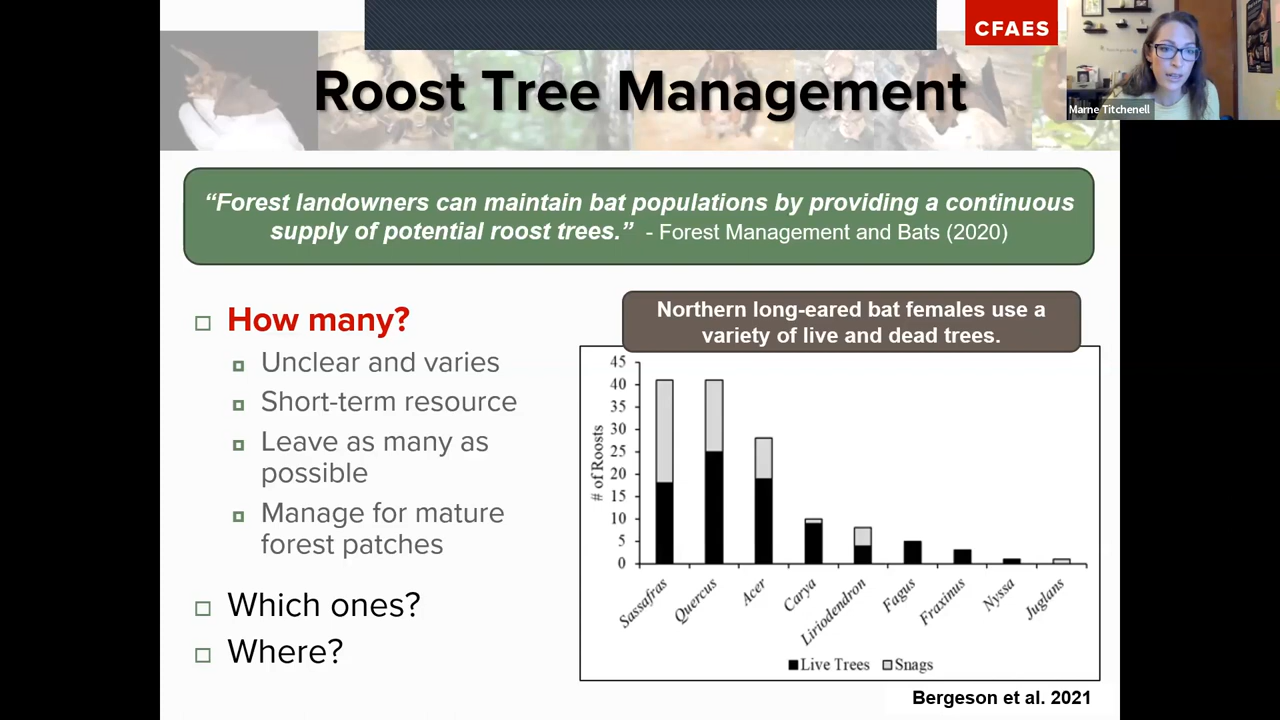 CFAES
Marne Titchenell
Roost Tree Management
“Forest landowners can maintain bat populations by providing a continuous
supply of potential roost trees.” - Forest Management and Bats (2020)
How many?
Unclear and varies
Short-term resource
Leave as many as
possible
Manage for mature
forest patches
Which ones?
Where?
Northern long-eared bat females use a
variety of live and dead trees.
# of Roosts
45
40
35
30
25
20
15
10
5
0
Sassafras
Quercus
Acer
Carya
Liriodendron
Fagus
Fraxinus
Nyssa
Juglans
Live Trees
Snags
Bergeson et al. 2021